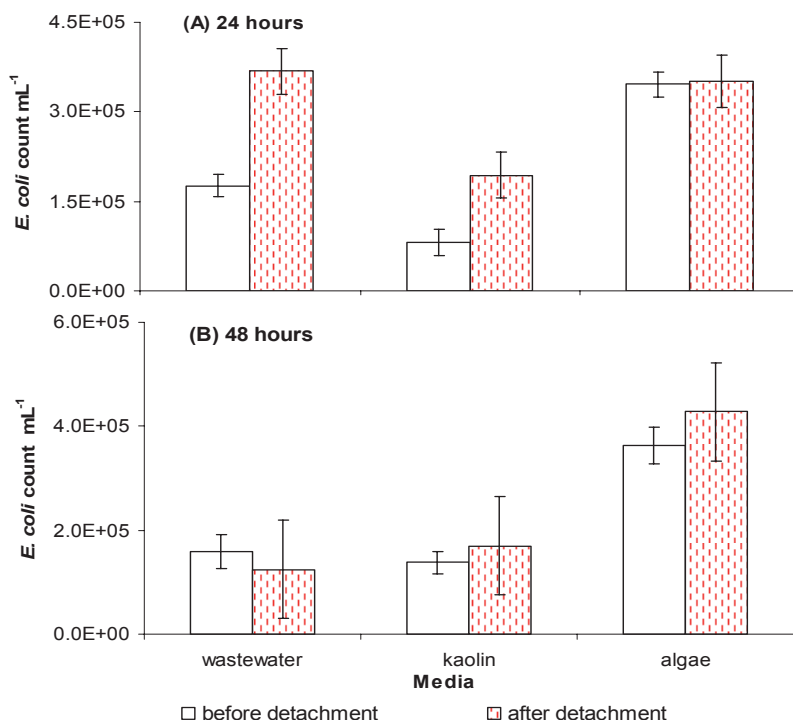 (A) 24 hours
4.5E+05
3.0E+05
1.5E+05
0.0E+00
E. coli count mL-1
(B) 48 hours
6.0E+05
4.0E+05
2.0E+05
0.0E+00
E. coli count mL-1
wastewater kaolin algae
Media
before detachment after detachment